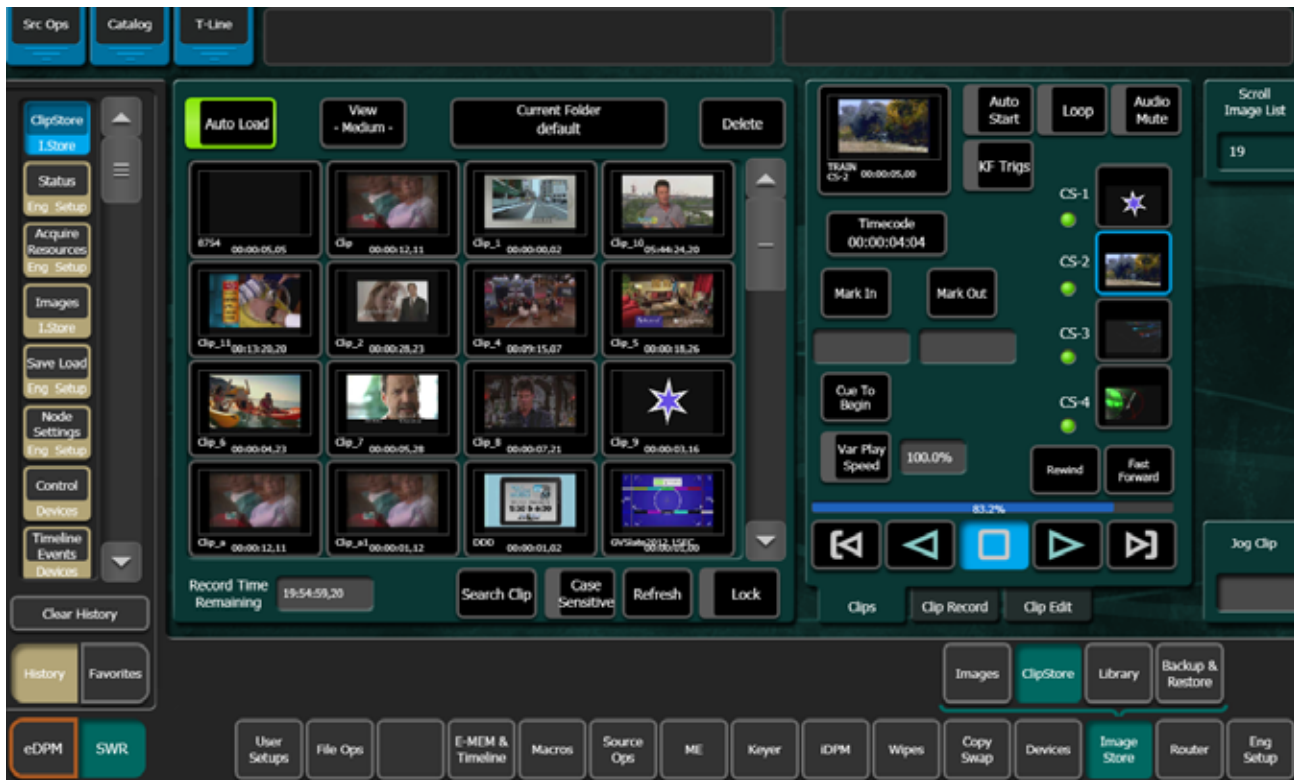 Src Ops
Catalog
T-Line
ClipStore
I.Store
Status
Eng Setup
Acquire
Resources
Eng Setup
Images
I.Store
Save Load
Eng Setup
Node
Settings
Eng Setup
Control
Devices
Timeline
Events
Devices
Clear History
History
Favorites
eDPM
SWR
Auto Load
View
- Medium -
Current Folder
default
Delete
8754 00:00:05,05
Clip 00:00:12,11
Clip_1 00:00:00,02
Clip_10 05:44:24,20
Clip_11 00:13:20,20
Clip_2 00:00:28,23
Clip_4 00:09:15,07
Clip_5 00:00:18,26
Clip_6 00:00:04,23
Clip_7 00:00:05,28
Clip_8 00:00:07,21
Clip_9 00:00:03,16
Clip_a 00:00:12,11
Clip_a1 00:00:01,12
DDD 00:00:01,02
Record Time
Remaining
19:54:59,20
Search Clip
Case
Sensitive
Refresh
Lock
TRAIN
CS-2 00:00:05,00
Auto
Start
Loop
Audio
Mute
KF Trigs
Timecode
00:00:04:04
Mark In
Mark Out
Cue To
Begin
Var Play
Speed
100.0%
CS-1
CS-2
CS-3
CS-4
Rewind
Fast
Forward
83.2%
Clips
Clip Record
Clip Edit
Scroll
Image List
19
Jog Clip
Images
ClipStore
Library
Backup &
Restore
User
Setups
File Ops
E-MEM &
Timeline
Macros
Source
Ops
ME
Keyer
iDPM
Wipes
Copy
Swap
Devices
Image
Store
Router
Eng
Setup